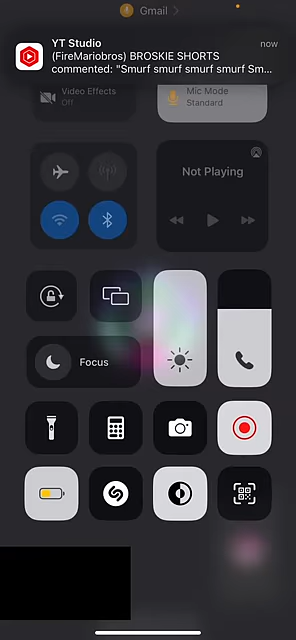 Gmail
YT Studio
now
(FireMariobros) BROSKIE SHORTS
commented: "Smurf smurf smurf smurf Sm...
Video Effects
Off
Mic Mode
Standard
Not Playing
Focus